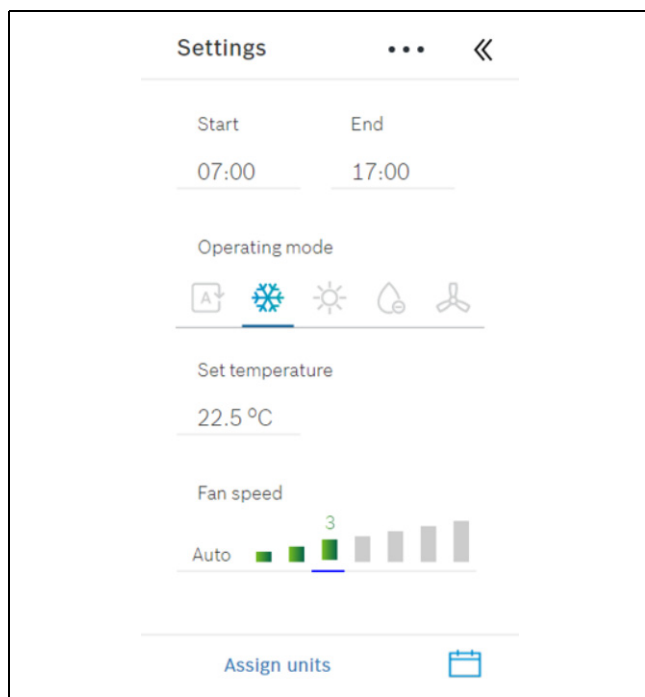 Settings
Start End
07:00 17:00
Operating mode
A
Set temperature
22.5 ºC
Fan speed
3
Auto
Assign units